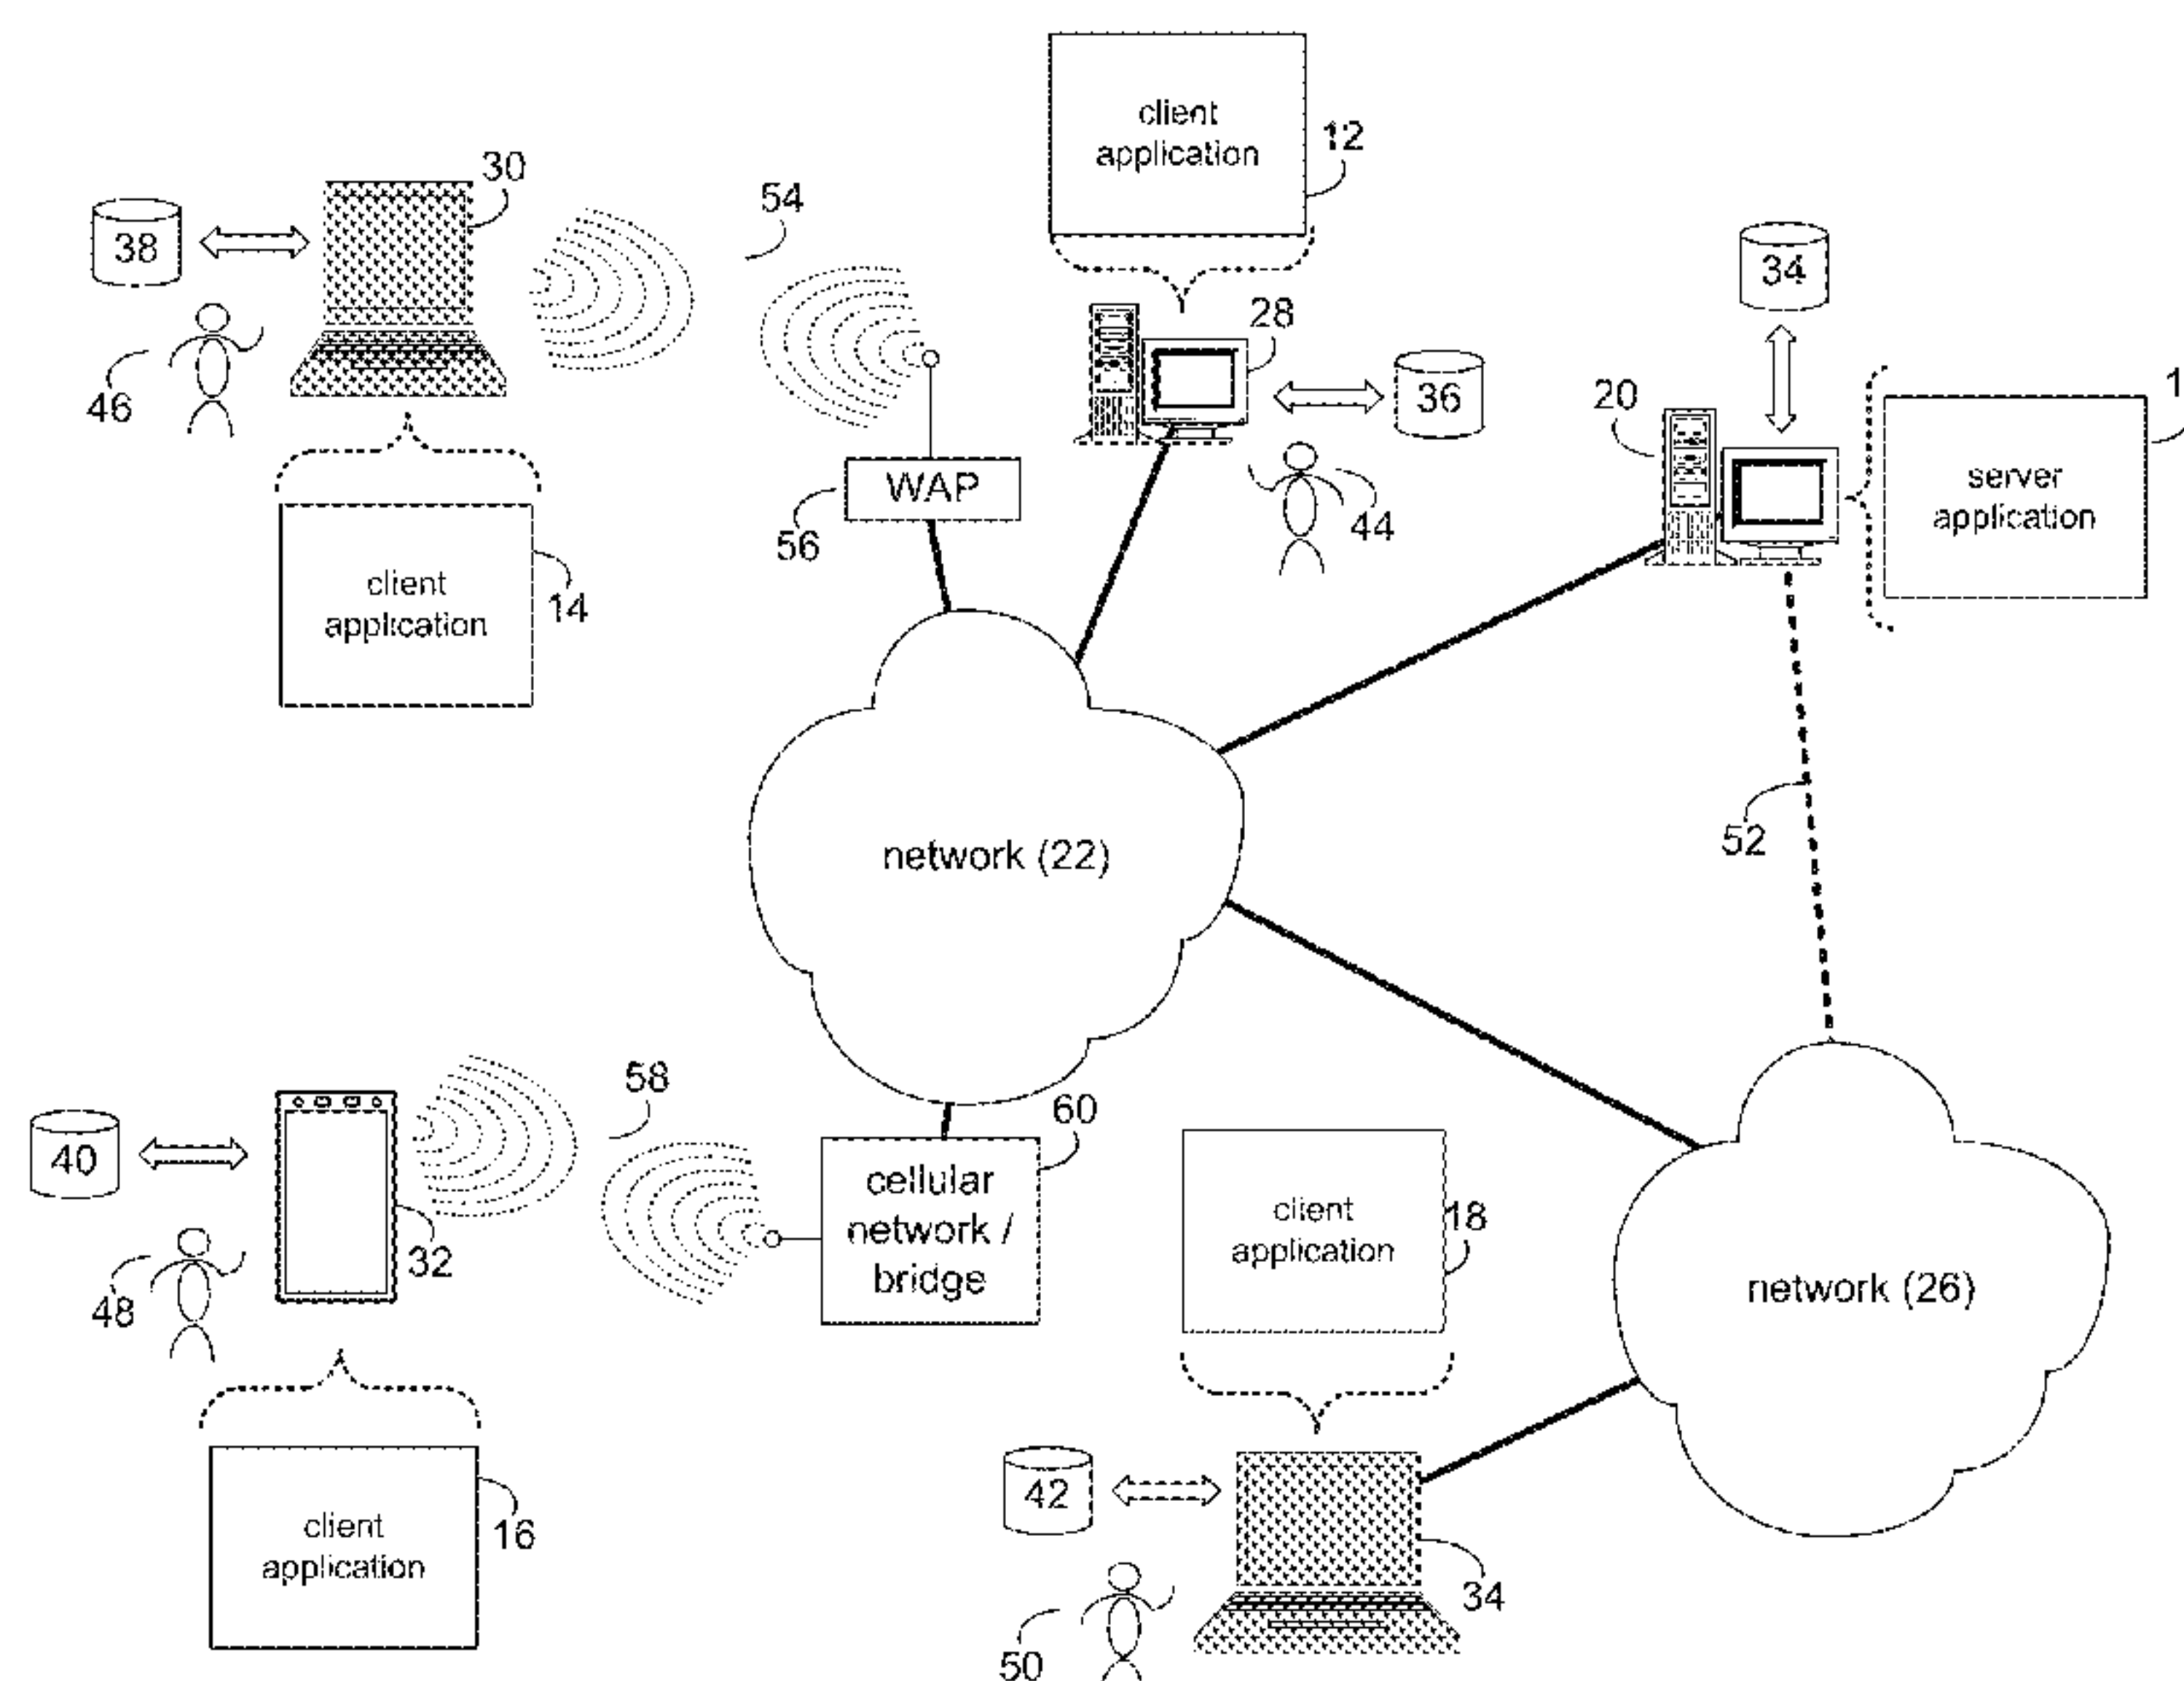 client
application
12
30
54
38
28
34
36
20
1
46
WAP
server
application
44
56
client
application
14
52
network (22)
58
60
40
cellular
network /
bridge
client
application
18
32
48
network (26)
42
client
application
16
34
50